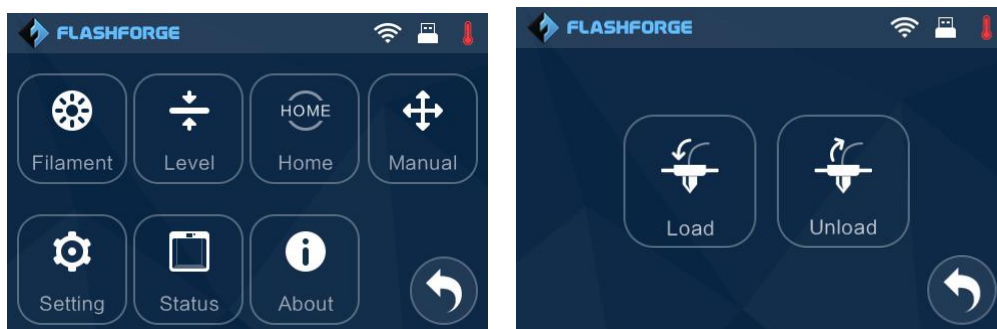 FLASHFORGE
HOME
Filament Level Home Manual
Setting Status About
FLASHFORGE
Load Unload